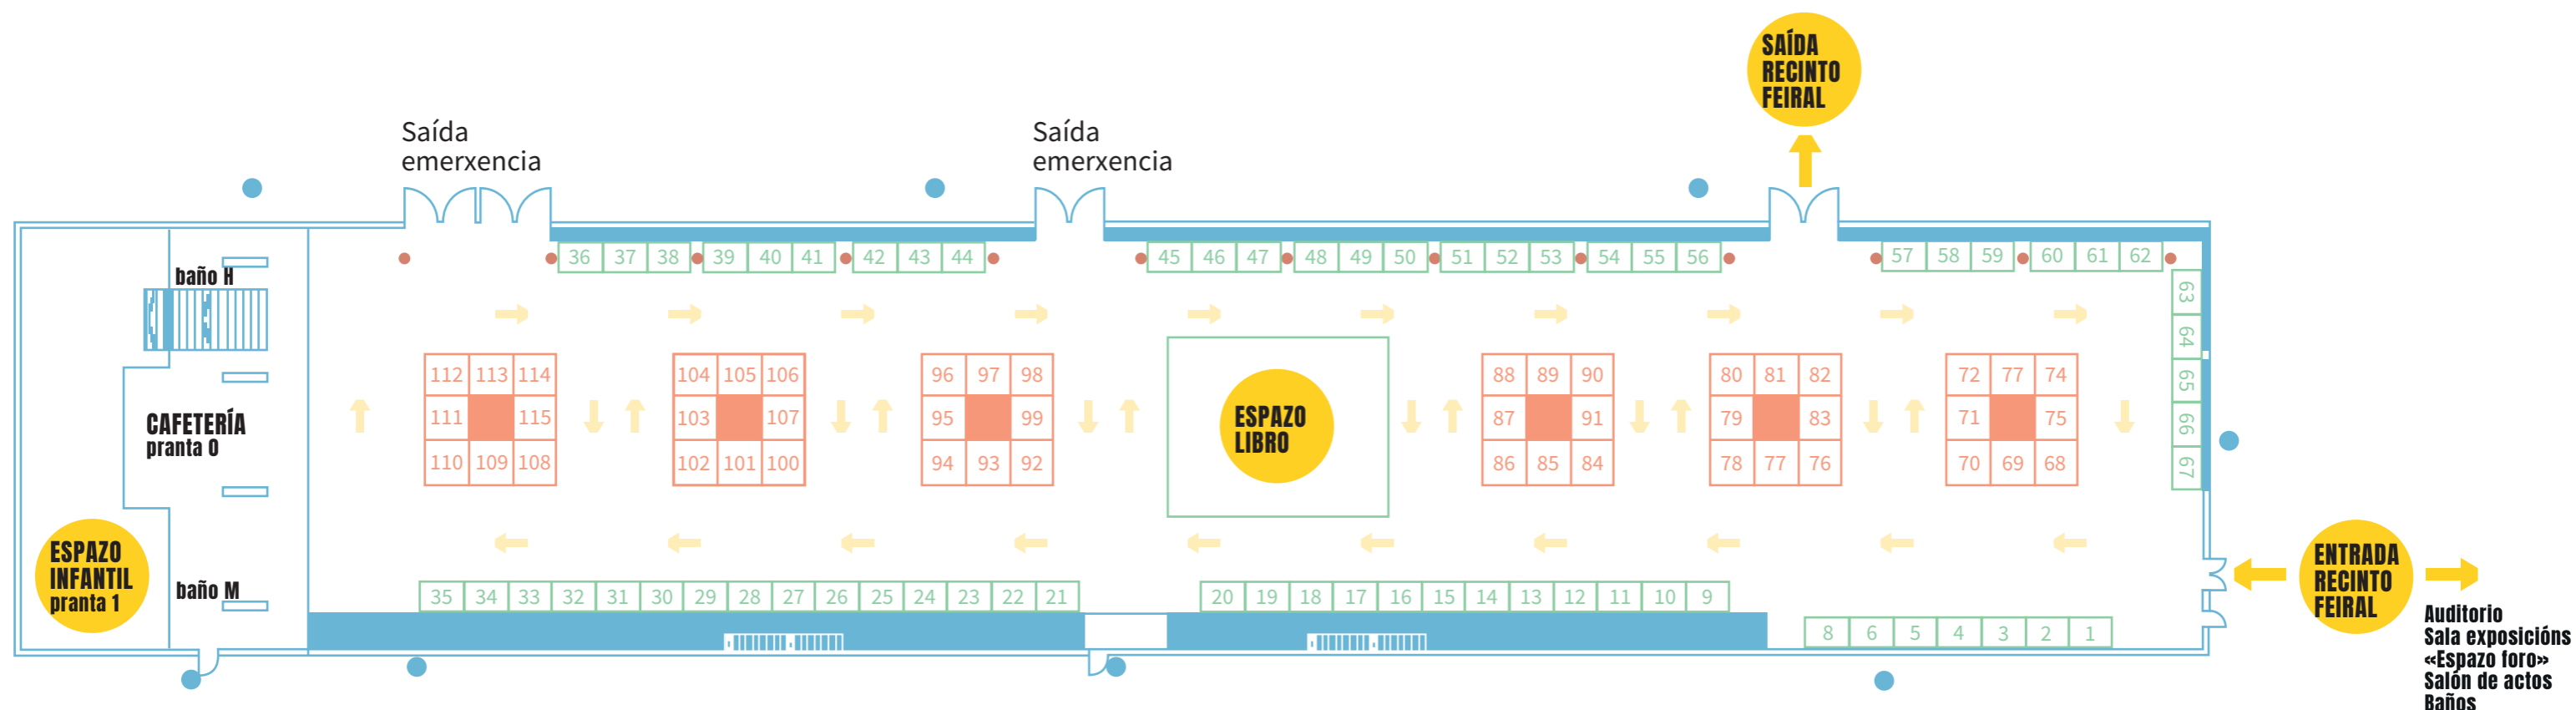 SAÍDA
RECINTO
FEIRAL
Saída
emerxencia
Saída
emerxencia
36 37 38 39 40 41 42 43 44 45 46 47 48 49 50 51 52 53 54 55 56 57 58 59 60 61 62
63
64
65
66
67
baño H
112 113 114 104 105 106 96 97 98 88 89 90 80 81 82 72 77 74
111 115 103 107 95 99 87 91 79 83 71 75
110 109 108 102 101 100 94 93 92 86 85 84 78 77 76 70 69 68
CAFETERÍA
pranta 0
ESPAZO
LIBRO
ESPAZO
INFANTIL
pranta 1
baño M
35 34 33 32 31 30 29 28 27 26 25 24 23 22 21 20 19 18 17 16 15 14 13 12 11 10 9
8 6 5 4 3 2 1
ENTRADA
RECINTO
FEIRAL
Auditorio
Sala exposicións
«Espazo foro»
Salón de actos
Baños